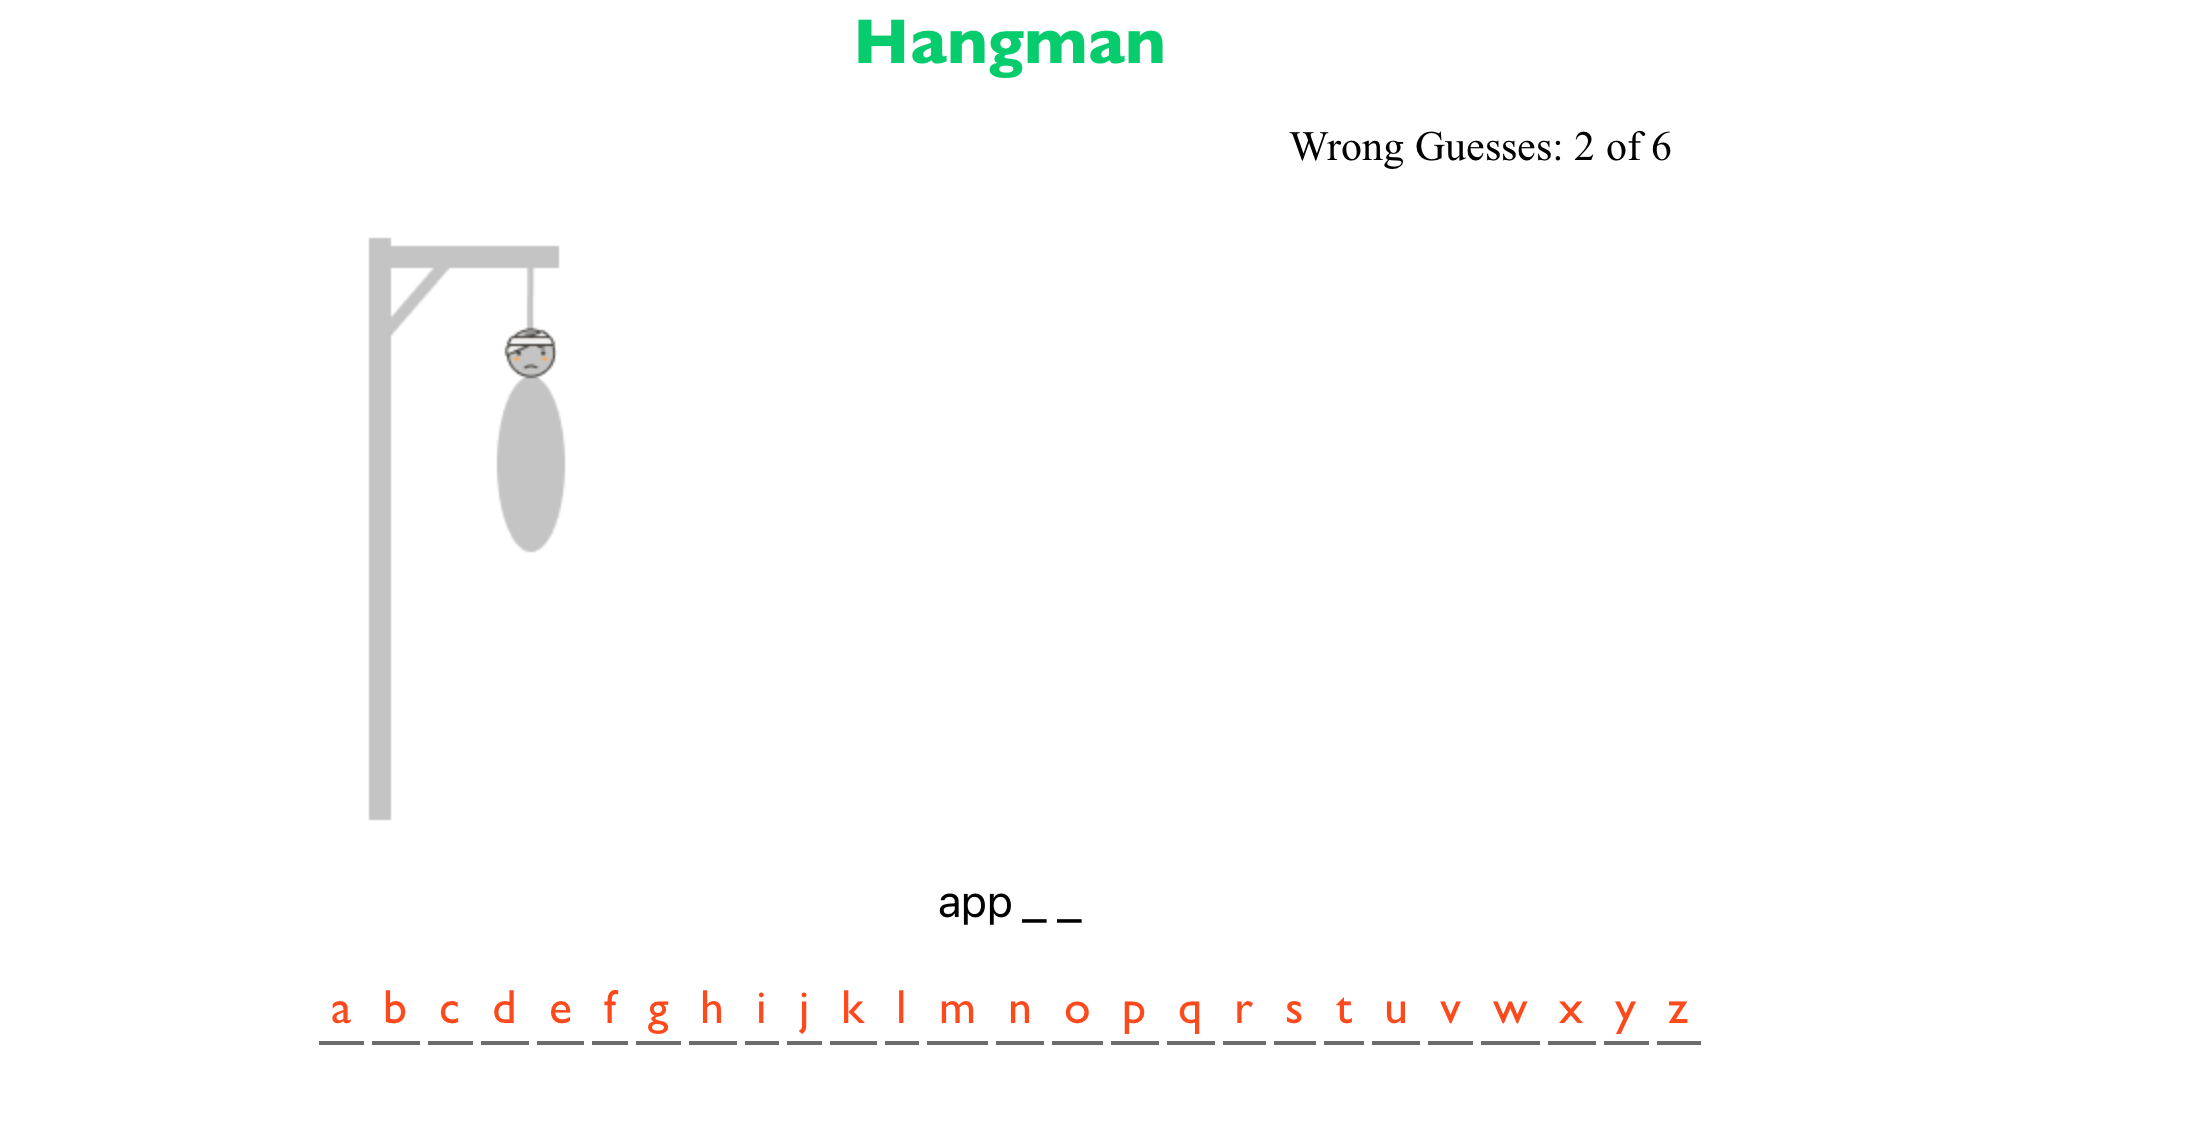 Hangman
Wrong Guesses: 2 of 6
app _ _
a b c d e f g h i j k l m n o p q r s t u v w x y z